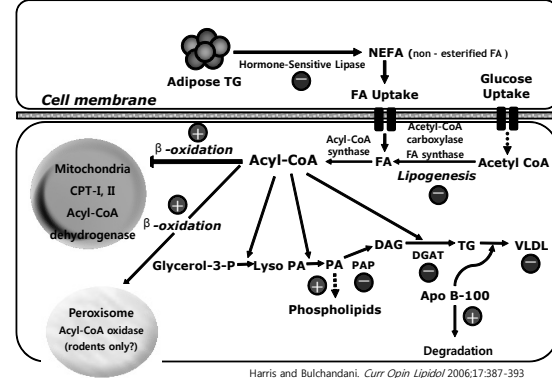 NEFA (non - esterified FA )
Hormone-Sensitive Lipase
−
Adipose TG
FA Uptake
Glucose
Uptake
Cell membrane
+
β-oxidation
Acyl-CoA
Acyl-CoA
synthase
FA
Acetyl-CoA
carboxylase
FA synthase
Acetyl CoA
Lipogenesis
−
Mitochondria
CPT-I, II
Acyl-CoA
dehydrogenase
+
β-oxidation
Glycerol-3-P
Lyso PA
PA
PAP
−
DAG
DGAT
−
TG
VLDL
−
+
Phospholipids
Apo B-100
+
Degradation
Peroxisome
Acyl-CoA oxidase
(rodents only?)
Harris and Bulchandani. Curr Opin Lipidol 2006;17:387-393